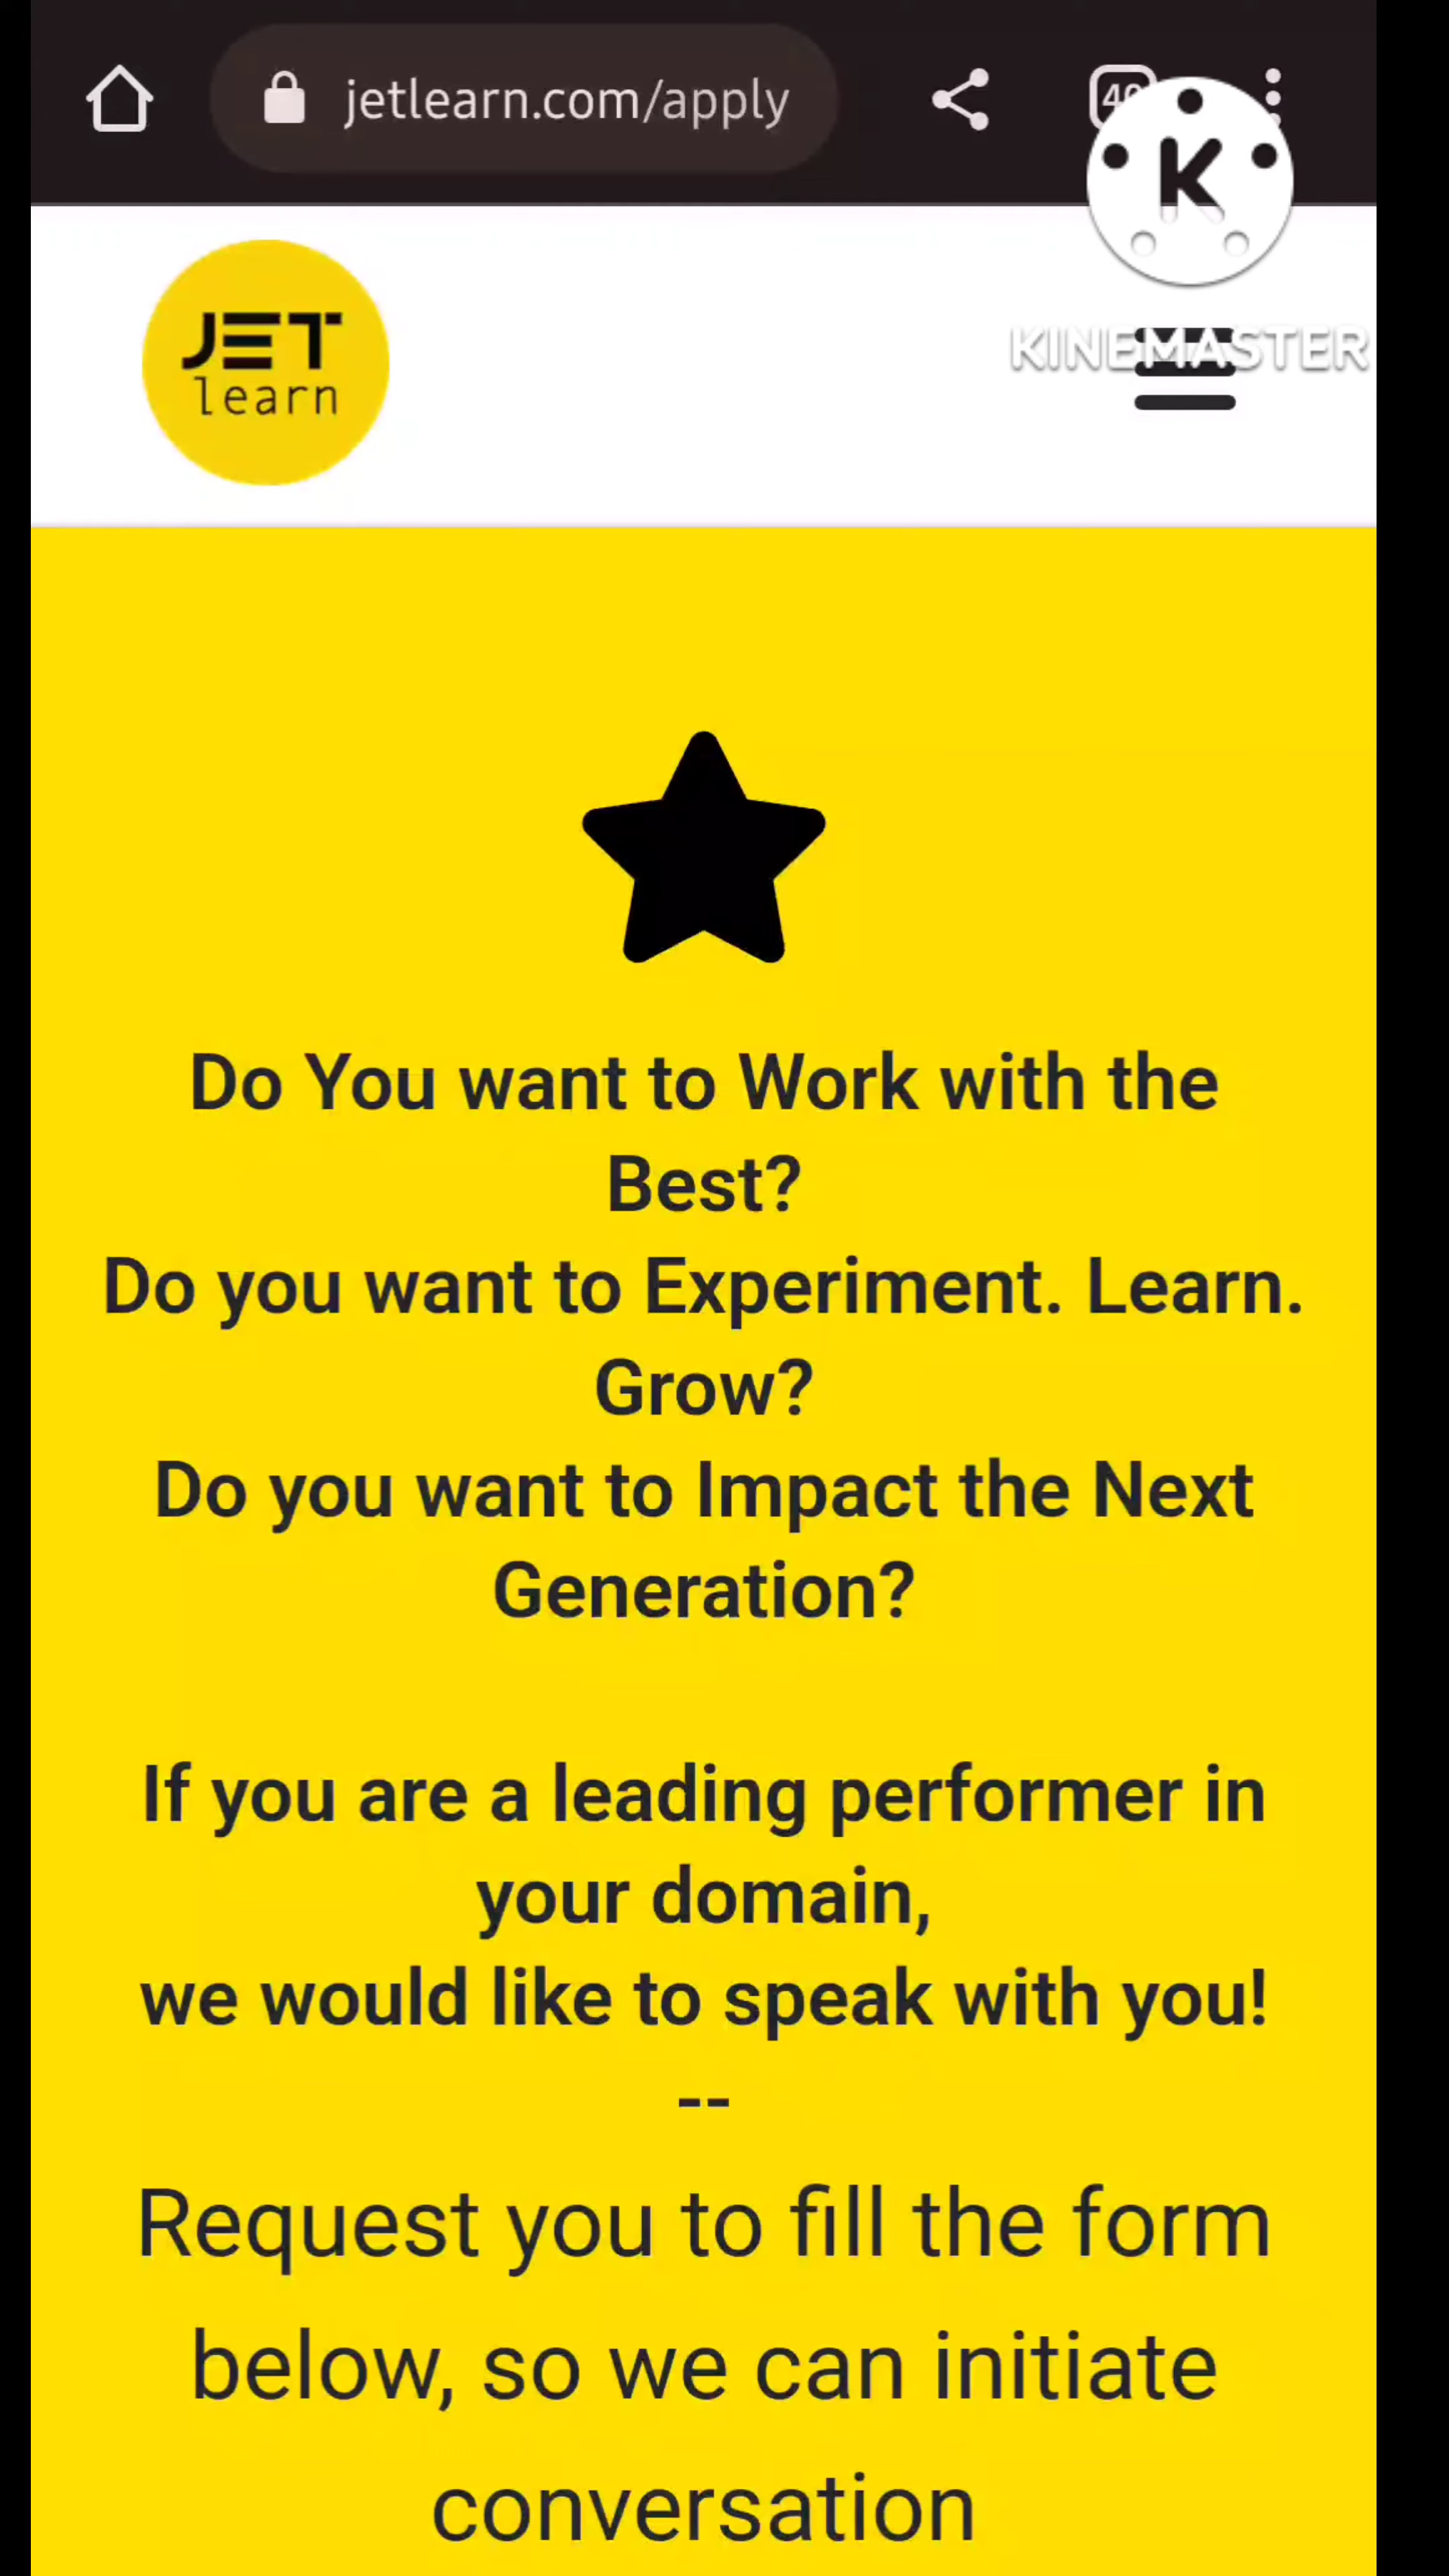 jetlearn.com/apply
K
KINEMASTER
JET
learn
Do You want to Work with the
Best?
Do you want to Experiment. Learn.
Grow?
Do you want to Impact the Next
Generation?
If you are a leading performer in
your domain,
we would like to speak with you!
--
Request you to fill the form
below, so we can initiate
conversation